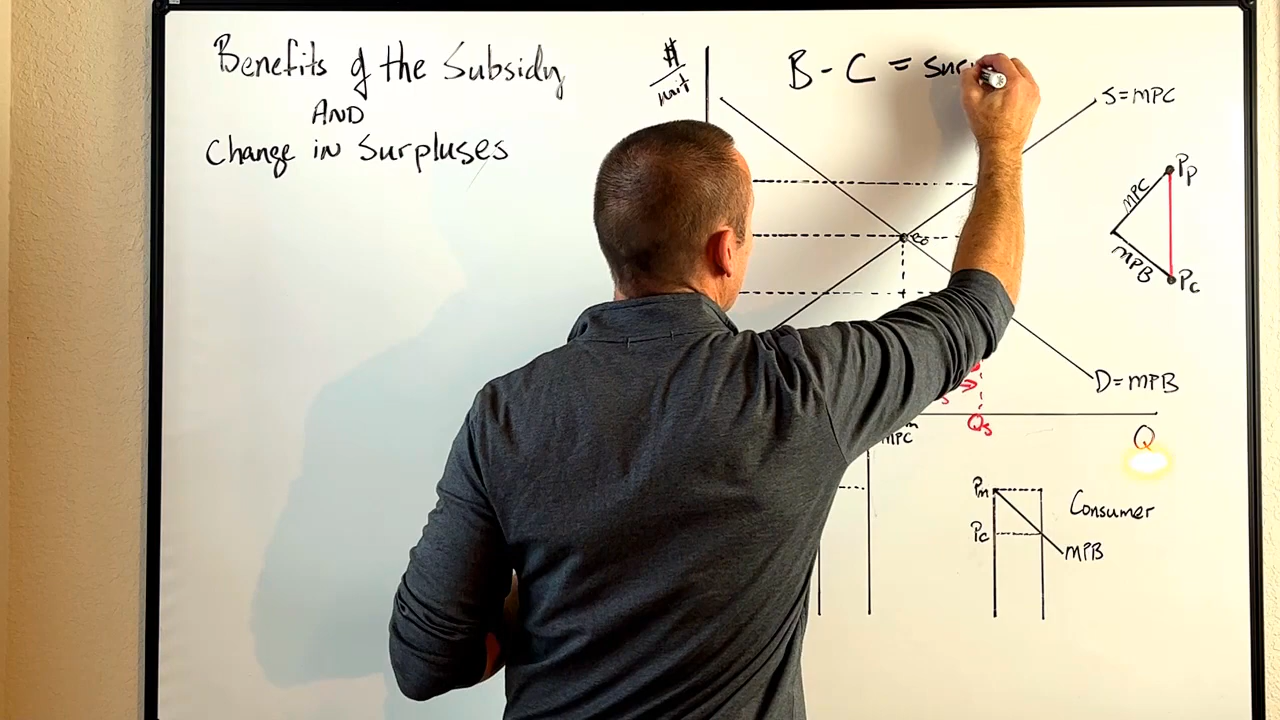 Benefits of the Subsidy
AND
Change in Surpluses
$/unit
B - C = sur
S=MPC
MPC
Pp
MPB
Pc
D=MPB
Qs
Q
MPC
Pm
Consumer
Pc
MPB